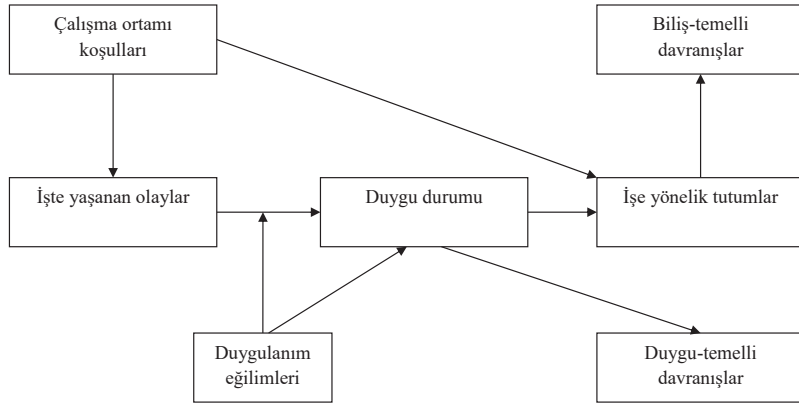 Çalışma ortamı
koşulları
Biliş-temelli
davranışlar
İşte yaşanan olaylar
Duygu durumu
İşe yönelik tutumlar
Duygulanım
eğilimleri
Duygu-temelli
davranışlar